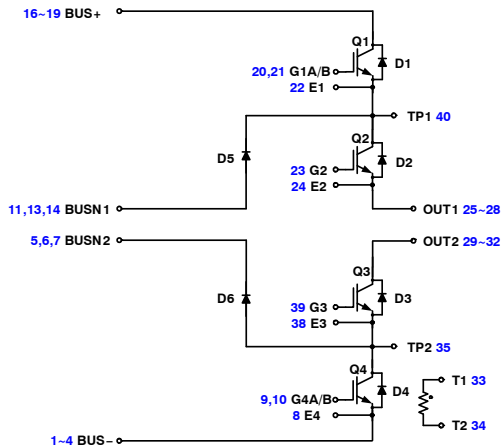 16~19 BUS+
Q1
D1
20,21 G1A/B
22 E1
TP1 40
Q2
D5
D2
23 G2
24 E2
11,13,14 BUSN1
OUT1 25~28
5,6,7 BUSN2
OUT2 29~32
Q3
D6
D3
39 G3
38 E3
TP2 35
Q4
D4
T1 33
9,10 G4A/B
8 E4
T2 34
1~4 BUS−